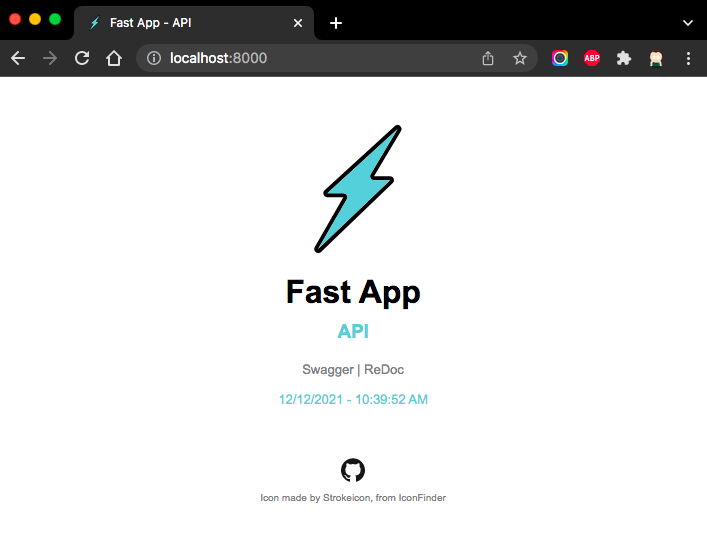 Fast App - API
localhost:8000
ABP
Fast App
API
Swagger | ReDoc
12/12/2021 - 10:39:52 AM
Icon made by Strokeicon, from IconFinder